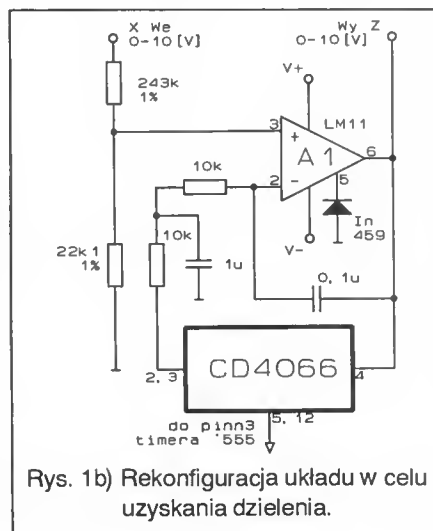 X We
0-10 [V]
Wy Z
0-10 [V]
243k
1%
V+
LM11
3
+
A1
6
10k
2
-
5
10k
1u
V-
In
459
22k1
1%
0,1u
2,3
CD4066
4
5,12
do pinn3
timera '555
Rys. 1b) Rekonfiguracja układu w celu
uzyskania dzielenia.